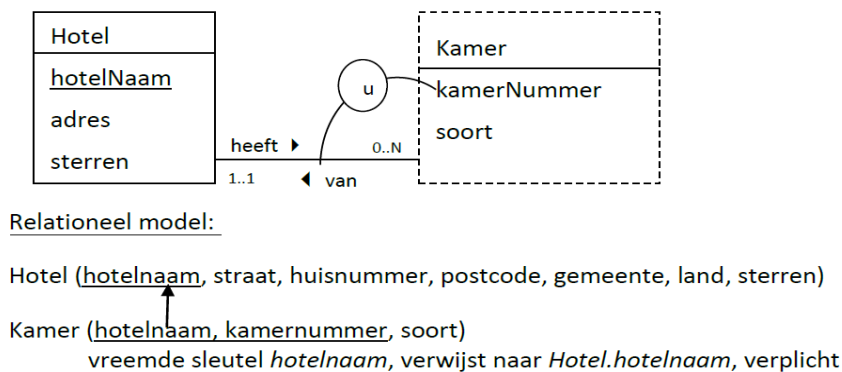 Hotel
hotelNaam
adres
sterren
Kamer
kamerNummer
soort
u
heeft
0..N
1..1
van
Relationeel model:
Hotel (hotelnaam, straat, huisnummer, postcode, gemeente, land, sterren)
Kamer (hotelnaam, kamernummer, soort)
vreemde sleutel hotelnaam, verwijst naar Hotel.hotelnaam, verplicht